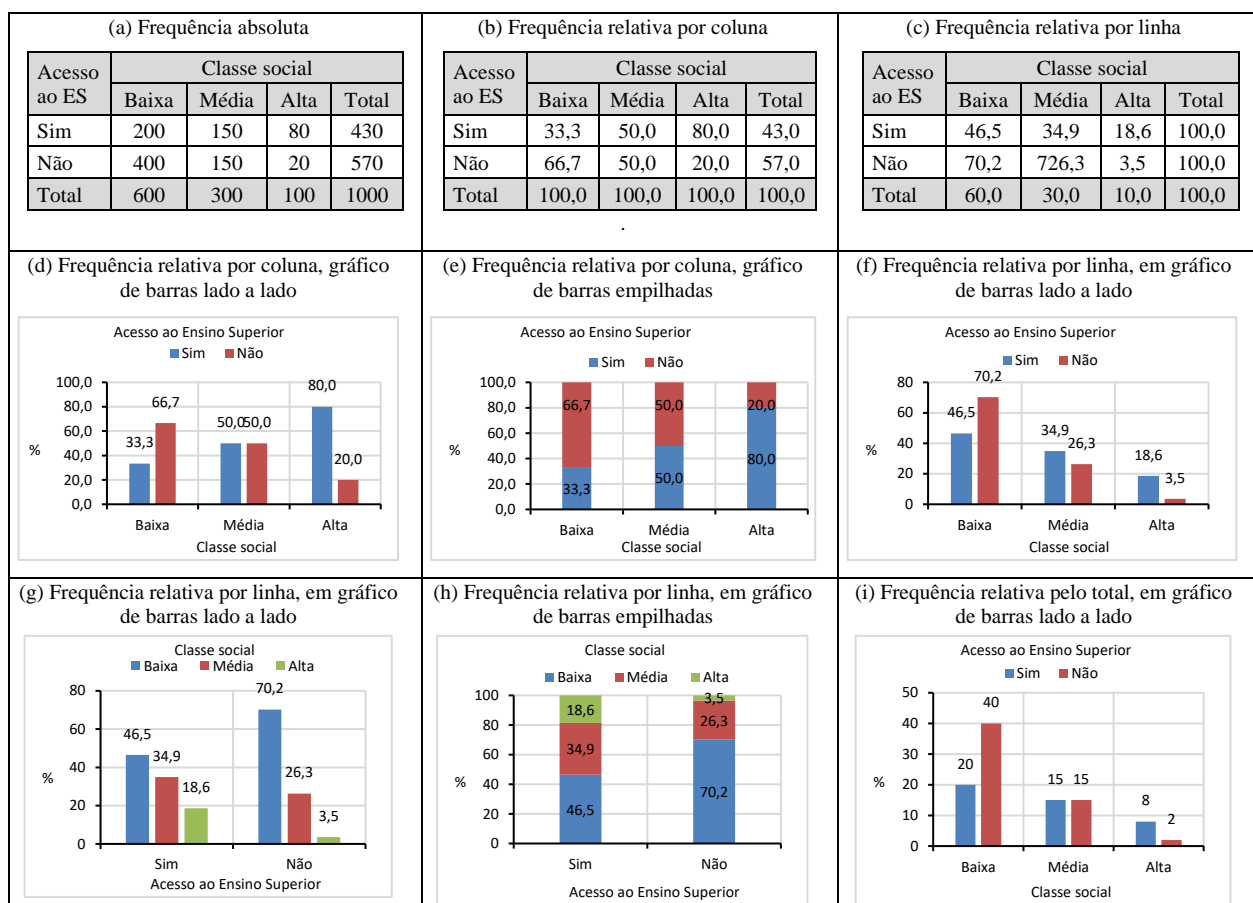 (a) Frequência absoluta
Acesso ao ES Classe social
Baixa Média Alta Total
Sim 200 150 80 430
Não 400 150 20 570
Total 600 300 100 1000
(b) Frequência relativa por coluna
Acesso ao ES Classe social
Baixa Média Alta Total
Sim 33,3 50,0 80,0 43,0
Não 66,7 50,0 20,0 57,0
Total 100,0 100,0 100,0 100,0
.
(c) Frequência relativa por linha
Acesso ao ES Classe social
Baixa Média Alta Total
Sim 46,5 34,9 18,6 100,0
Não 70,2 726,3 3,5 100,0
Total 60,0 30,0 10,0 100,0
(d) Frequência relativa por coluna, gráfico
de barras lado a lado
Acesso ao Ensino Superior
Sim Não
100,0
80,0
60,0
40,0
20,0
0,0
%
33,3 66,7 50,0 50,0 80,0 20,0
Baixa Média Alta
Classe social
(e) Frequência relativa por coluna, gráfico
de barras empilhadas
Acesso ao Ensino Superior
Sim Não
100,0
80,0
60,0
40,0
20,0
0,0
%
66,7 50,0 20,0
33,3 50,0 80,0
Baixa Média Alta
Classe social
(f) Frequência relativa por linha, em gráfico
de barras lado a lado
Acesso ao Ensino Superior
Sim Não
80
60
40
20
0
%
46,5 70,2 34,9 26,3 18,6 3,5
Baixa Média Alta
Classe social
(g) Frequência relativa por linha, em gráfico
de barras lado a lado
Classe social
Baixa Média Alta
80
60
40
20
0
%
46,5 34,9 18,6 70,2 26,3 3,5
Sim Não
Acesso ao Ensino Superior
(h) Frequência relativa por linha, em gráfico
de barras empilhadas
Classe social
Baixa Média Alta
100
80
60
40
20
0
%
18,6 3,5
34,9 26,3
46,5 70,2
Sim Não
Acesso ao Ensino Superior
(i) Frequência relativa pelo total, em gráfico
de barras lado a lado
Acesso ao Ensino Superior
Sim Não
50
40
30
20
10
0
%
20 40 15 15 8 2
Baixa Média Alta
Classe social